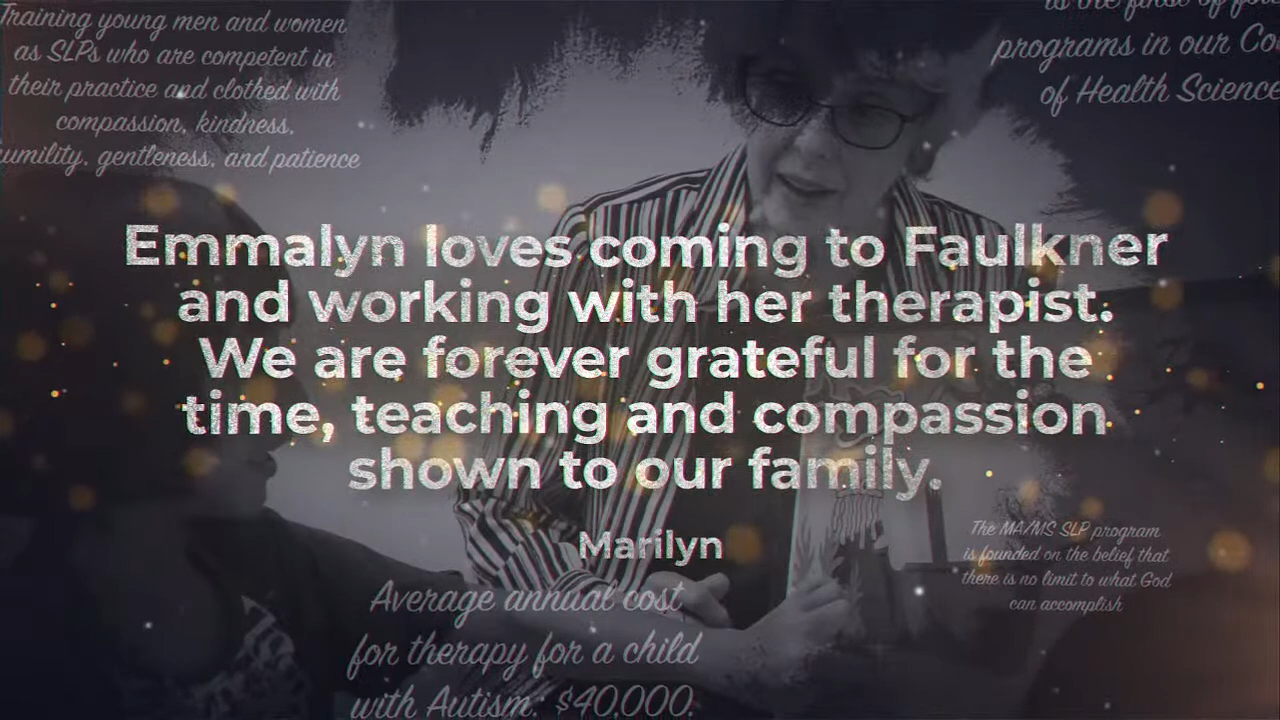 Training young men and women
as SLPs who are competent in
their practice and clothed with
compassion, kindness,
umility, gentleness, and patience
is the first of
programs in our Co
of Health Science
Emmalyn loves coming to Faulkner
and working with her therapist.
We are forever grateful for the
time, teaching and compassion
shown to our family.
Marilyn
The MA/MS SLP program
is founded on the belief that
there is no limit to what God
can accomplish
Average annual cost
for therapy for a child
with Autism: $40,000.